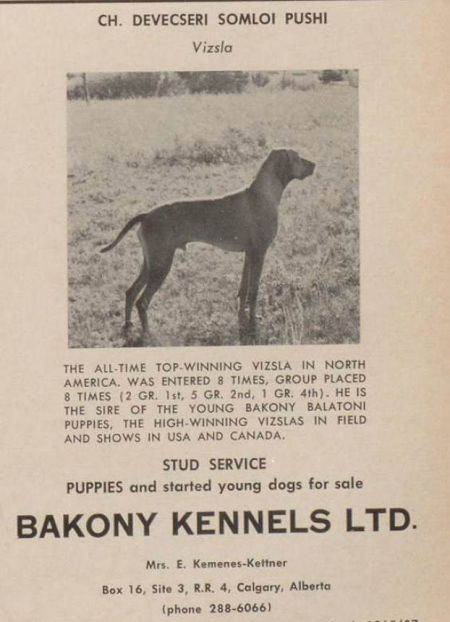 CH. DEVECSERI SOMLOI PUSHI
Vizsla
THE ALL-TIME TOP-WINNING VIZSLA IN NORTH
AMERICA. WAS ENTERED 8 TIMES, GROUP PLACED
8 TIMES (2 GR. 1st, 5 GR. 2nd, 1 GR. 4th). HE IS
THE SIRE OF THE YOUNG BAKONY BALATONI
PUPPIES, THE HIGH-WINNING VIZSLAS IN FIELD
AND SHOWS IN USA AND CANADA.
STUD SERVICE
PUPPIES and started young dogs for sale
BAKONY KENNELS LTD.
Mrs. E. Kemenes-Kettner
Box 16, Site 3, R.R. 4, Calgary, Alberta
(phone 288-6066)